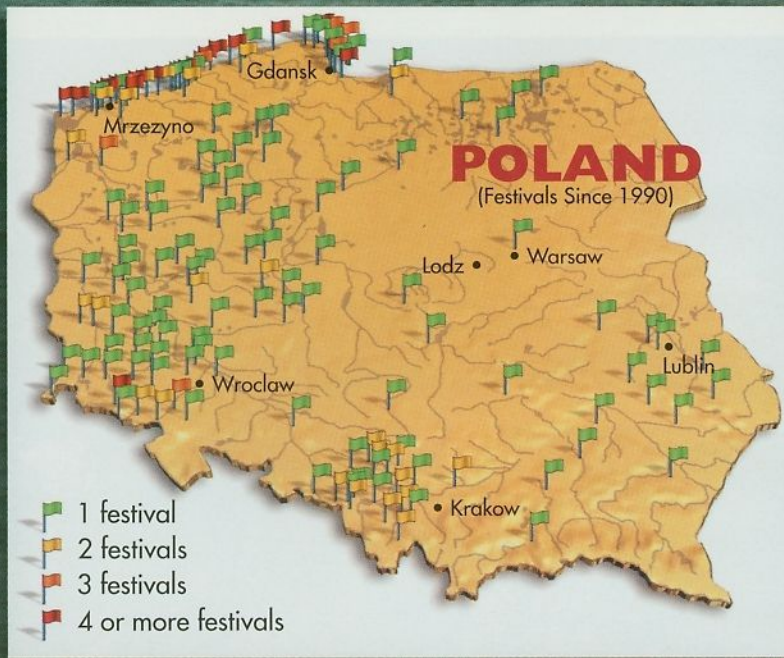 Gdansk
Mrzezyno
POLAND
(Festivals Since 1990)
Lodz
Warsaw
Lublin
Wroclaw
Krakow
1 festival
2 festivals
3 festivals
4 or more festivals